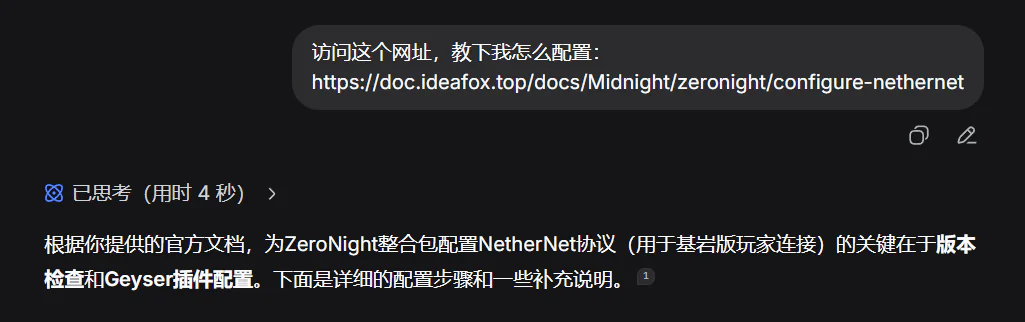 访问这个网址，教下我怎么配置：
https://doc.ideafox.top/docs/Midnight/zeronight/configure-nethernet
已思考（用时 4 秒）
根据你提供的官方文档，为ZeroNight整合包配置NetherNet协议（用于基岩版玩家连接）的关键在于版本
检查和Geyser插件配置。下面是详细的配置步骤和一些补充说明。 1